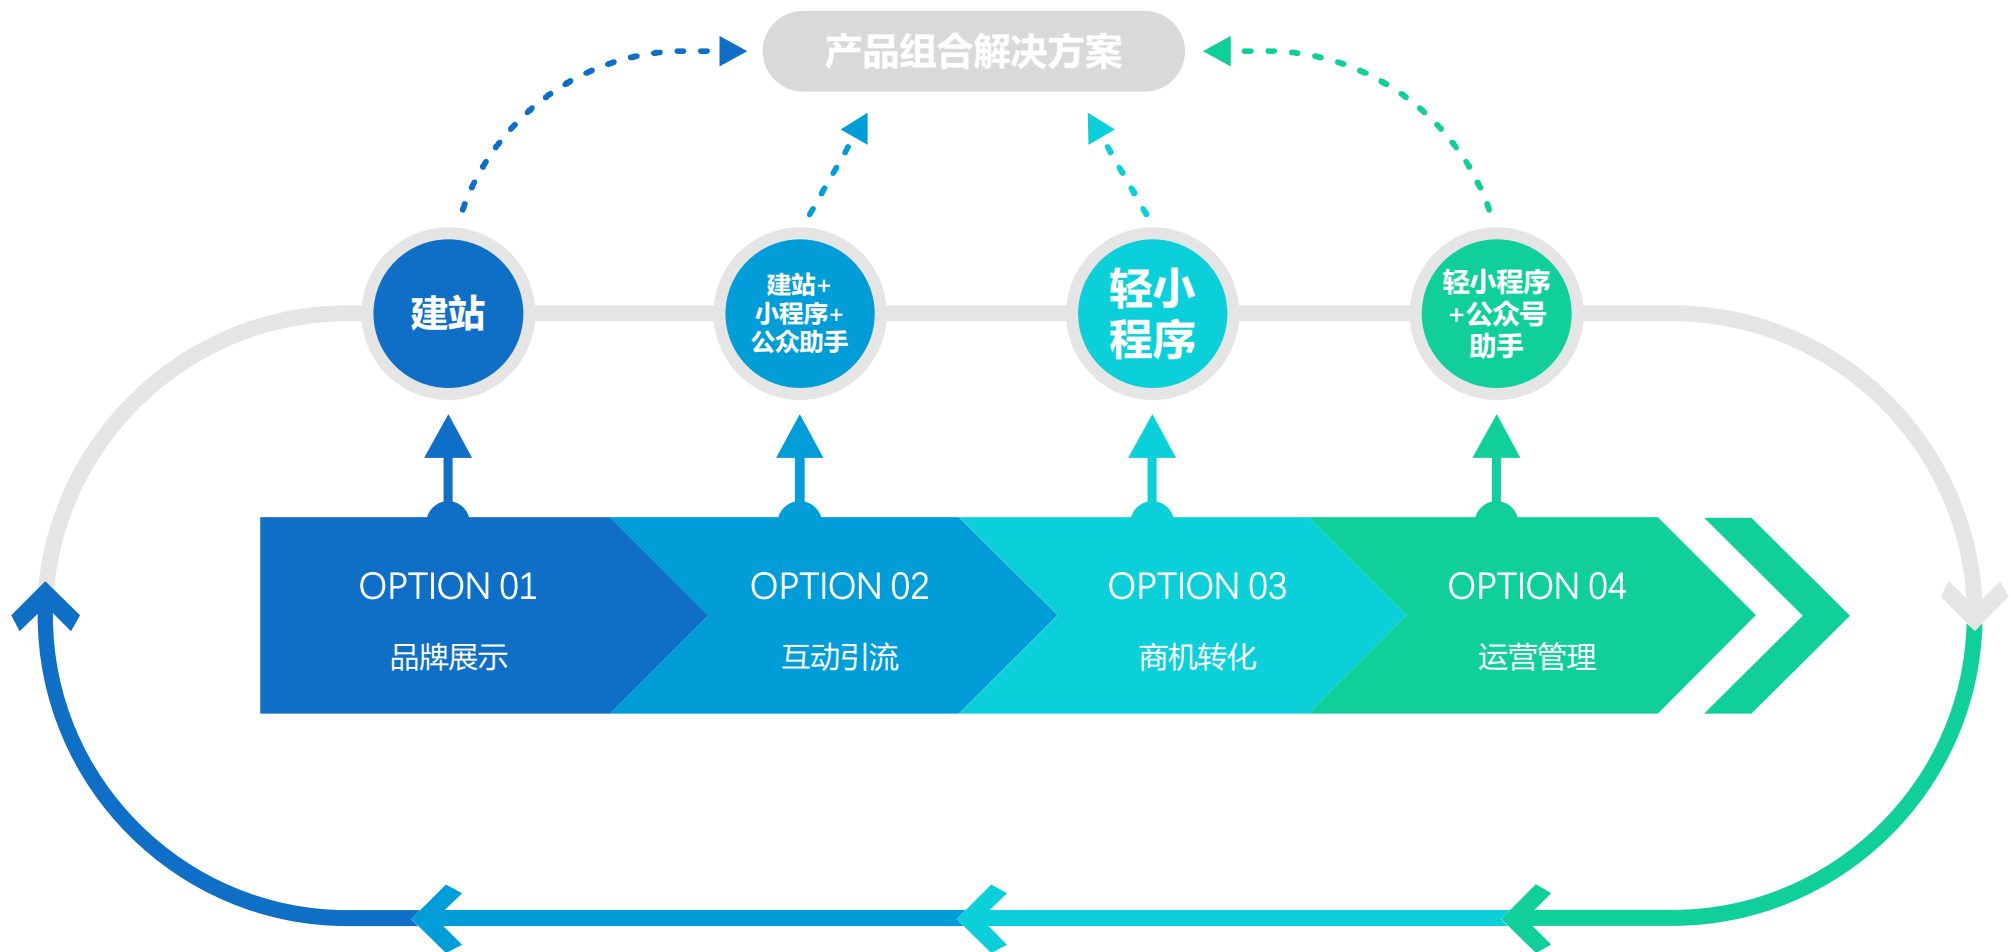 产品组合解决方案
建站
建站+
小程序+
公众助手
轻小
程序
轻小程序
+公众号
助手
OPTION 01
OPTION 02
OPTION 03
OPTION 04
品牌展示
互动引流
商机转化
运营管理